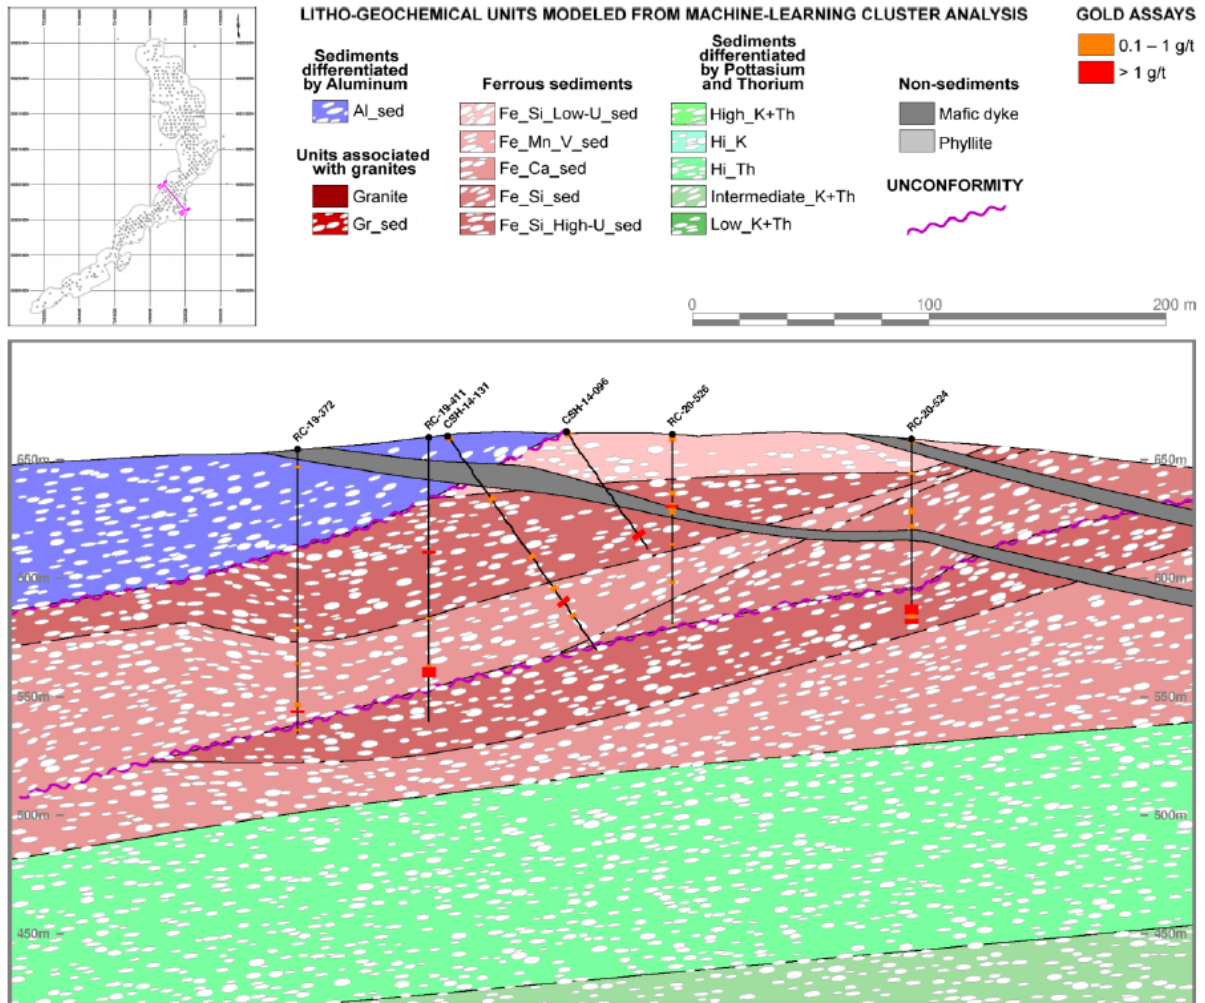 LITHO-GEOCHEMICAL UNITS MODELED FROM MACHINE-LEARNING CLUSTER ANALYSIS
GOLD ASSAYS
0.1 – 1 g/t
> 1 g/t
Sediments
differentiated
by Aluminum
Al_sed
Units associated
with granites
Granite
Gr_sed
Ferrous sediments
Fe_Si_Low-U_sed
Fe_Mn_V_sed
Fe_Ca_sed
Fe_Si_sed
Fe_Si_High-U_sed
Sediments
differentiated
by Pottasium
and Thorium
High_K+Th
Hi_K
Hi_Th
Intermediate_K+Th
Low_K+Th
Non-sediments
Mafic dyke
Phyllite
UNCONFORMITY
0 100 200 m
RC-19-372
RC-19-411
CSH-14-131
CSH-14-096
RC-20-526
RC-20-524
650m
650m
600m
600m
550m
550m
500m
500m
450m
450m